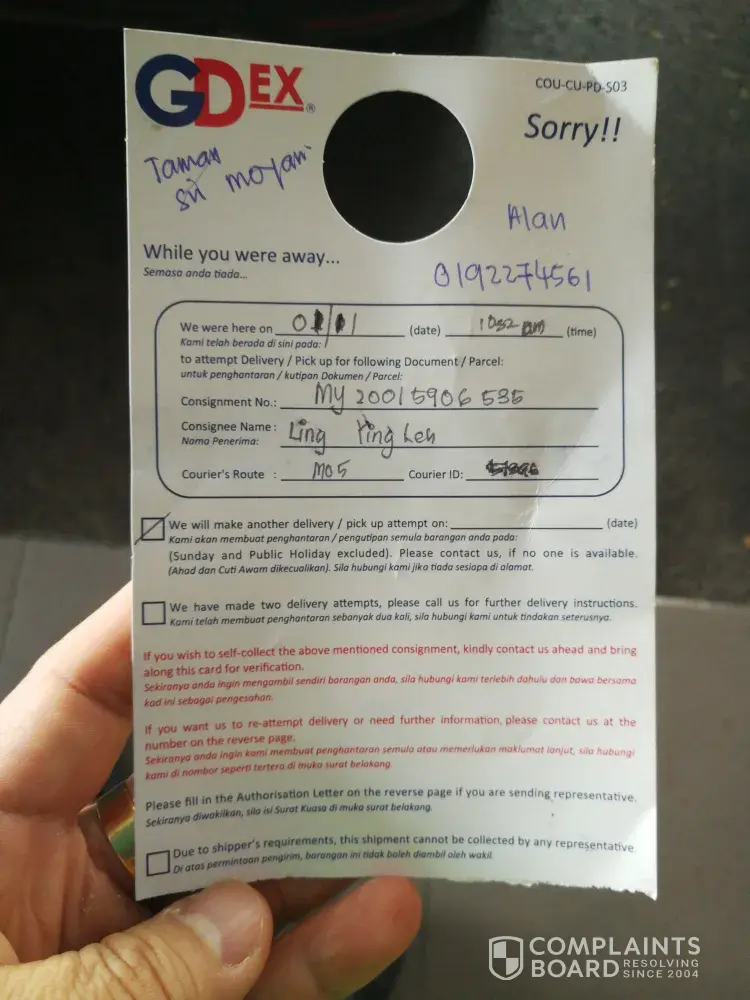 GDEX®
COU-CU-PD-S03
Sorry!!
Taman
sri moyani
Alan
0192274561
While you were away...
Semasa anda tiada...
We were here on (date) (time)
Kami telah berada di sini pada:
to attempt Delivery / Pick up for following Document / Parcel:
untuk penghantaran / kutipan Dokumen / Parcel:
Consignment No.: My 20015906 535
Consignee Name : Ling Ying
Nama Penerima:
Courier's Route : M05 Courier ID:
We will make another delivery / pick up attempt on: (date)
Kami akan membuat penghantaran / pengutipan semula barangan anda pada:
(Sunday and Public Holiday excluded). Please contact us, if no one is available.
(Ahad dan Cuti Awam dikecualikan). Sila hubungi kami jika tiada sesiapa di alamat.
We have made two delivery attempts, please call us for further delivery instructions.
Kami telah membuat penghantaran sebanyak dua kali, sila hubungi kami untuk tindakan seterusnya.
If you wish to self-collect the above mentioned consignment, kindly contact us ahead and bring
along this card for verification.
Sekiranya anda ingin mengambil sendiri barangan anda, sila hubungi kami terlebih dahulu dan bawa bersama
kad ini sebagai pengesahan.
If you want us to re-attempt delivery or need further information, please contact us at the
number on the reverse page.
Sekiranya anda ingin kami membuat penghantaran semula atau memerlukan maklumat lanjut, sila hubungi
kami di nombor seperti tertera di muka surat belakang.
Please fill in the Authorisation Letter on the reverse page if you are sending representative.
Sekiranya diwakilkan, sila isi Surat Kuasa di muka surat belakang.
Due to shipper's requirements, this shipment cannot be collected by any representative.
Di atas permintaan pengirim, barangan ini tidak boleh diambil oleh wakil.
COMPLAINTS
BOARD RESOLVING
SINCE 2004